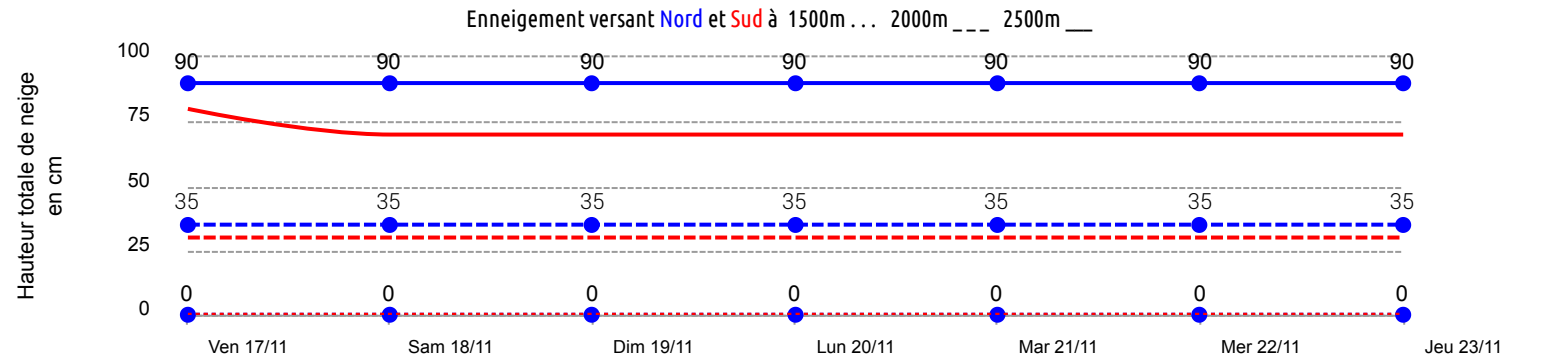 Enneigement versant Nord et Sud à 1500m . . . 2000m _ _ _ 2500m __
Hauteur totale de neige
en cm
100
90 90 90 90 90 90 90
75
50
35 35 35 35 35 35 35
25
0 0 0 0 0 0 0
0
Ven 17/11 Sam 18/11 Dim 19/11 Lun 20/11 Mar 21/11 Mer 22/11 Jeu 23/11